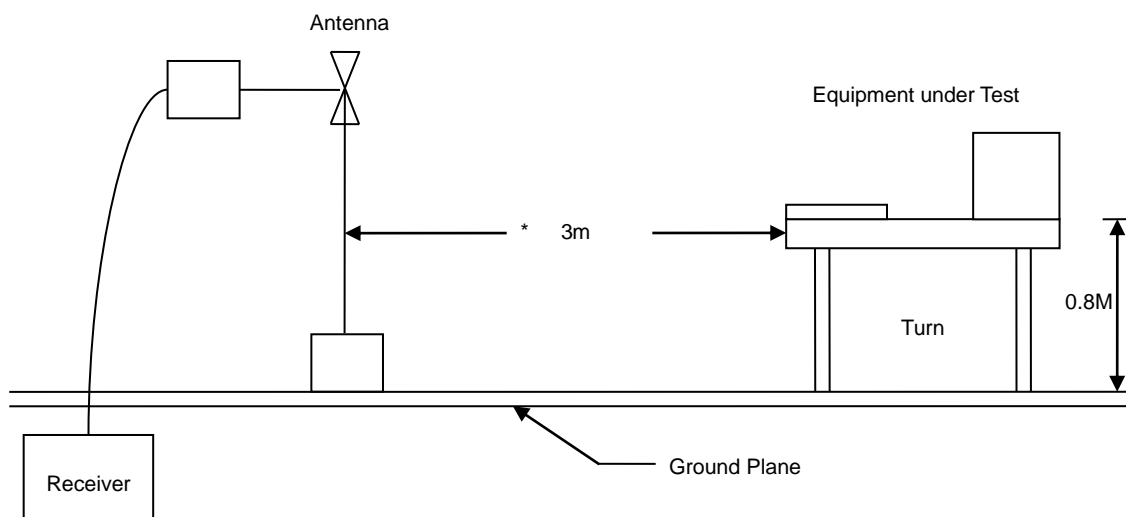 Antenna
Equipment under Test
* 3m
0.8M
Turn
Ground Plane
Receiver